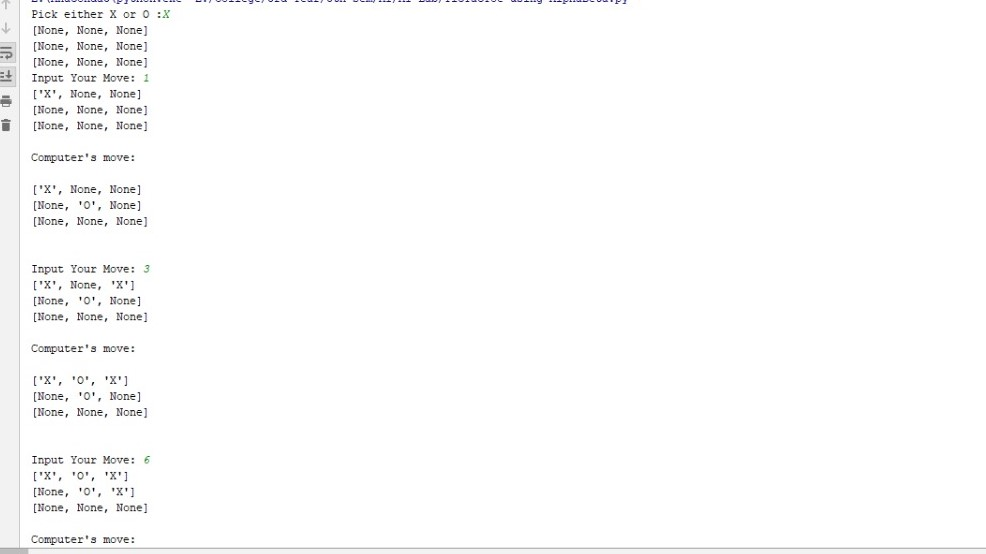 Pick either X or O :X
[None, None, None]
[None, None, None]
[None, None, None]
Input Your Move: 1
['X', None, None]
[None, None, None]
[None, None, None]
Computer's move:
['X', None, None]
[None, 'O', None]
[None, None, None]
Input Your Move: 3
['X', None, 'X']
[None, 'O', None]
[None, None, None]
Computer's move:
['X', 'O', 'X']
[None, 'O', None]
[None, None, None]
Input Your Move: 6
['X', 'O', 'X']
[None, 'O', 'X']
[None, None, None]
Computer's move: